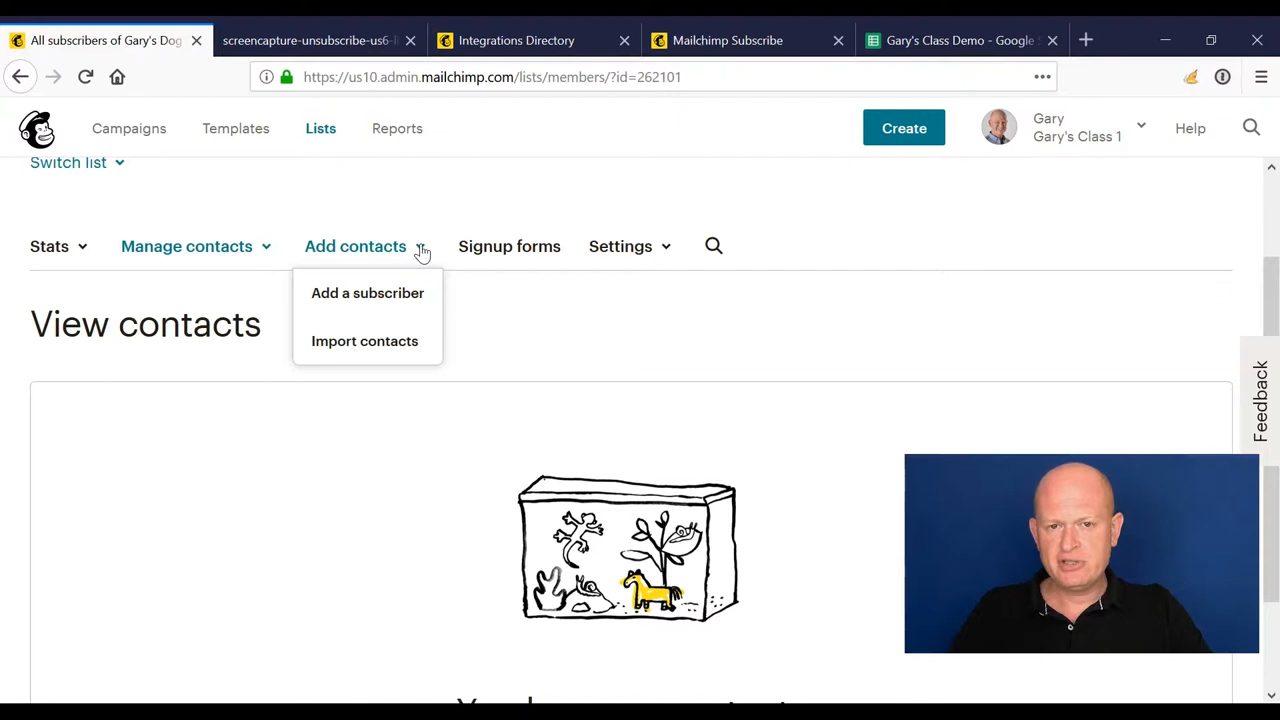 All subscribers of Gary's Dog
screencapture-unsubscribe-us6-
Integrations Directory
Mailchimp Subscribe
Gary's Class Demo - Google
https://us10.admin.mailchimp.com/lists/members/?id=262101
Campaigns
Templates
Lists
Reports
Create
Gary
Gary's Class 1
Help
Switch list
Stats
Manage contacts
Add contacts
Signup forms
Settings
Add a subscriber
Import contacts
View contacts
Feedback